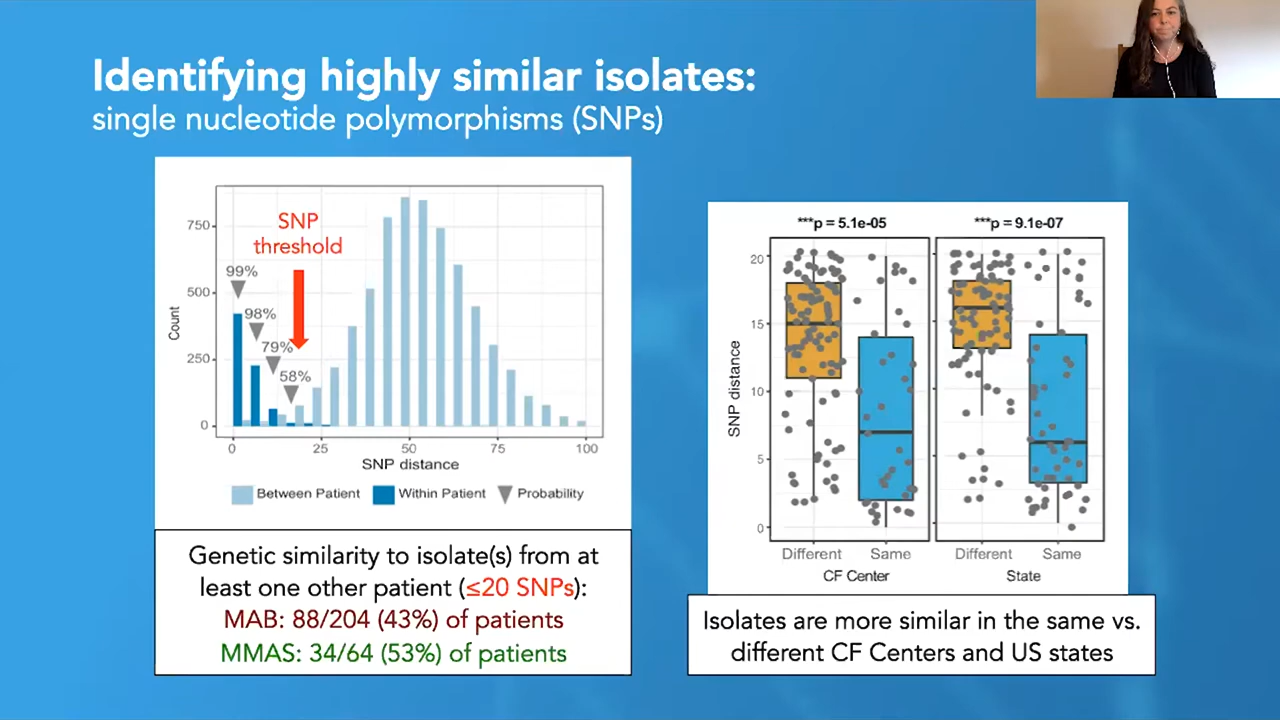 Identifying highly similar isolates:
single nucleotide polymorphisms (SNPs)
SNP
threshold
99%
98%
79%
58%
750
500
250
0
Count
0 25 50 75 100
SNP distance
Between Patient Within Patient Probability
Genetic similarity to isolate(s) from at
least one other patient (≤20 SNPs):
MAB: 88/204 (43%) of patients
MMAS: 34/64 (53%) of patients
***p = 5.1e-05 ***p = 9.1e-07
20
15
10
5
0
SNP distance
Different Same Different Same
CF Center State
Isolates are more similar in the same vs.
different CF Centers and US states